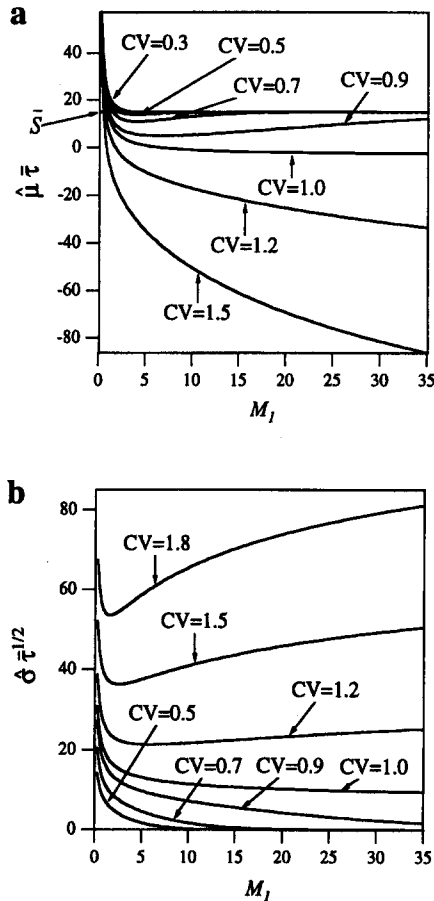 a
CV=0.3
CV=0.5
CV=0.7
CV=0.9
40
20
S̄
0
-20
-40
-60
-80
μ̂ τ̄
CV=1.0
CV=1.2
CV=1.5
0 5 10 15 20 25 30 35
M₁
b
80
60
40
20
0
σ̂ τ̄^1/2
CV=1.8
CV=1.5
CV=1.2
CV=0.5
CV=0.7
CV=0.9
CV=1.0
0 5 10 15 20 25 30 35
M₁